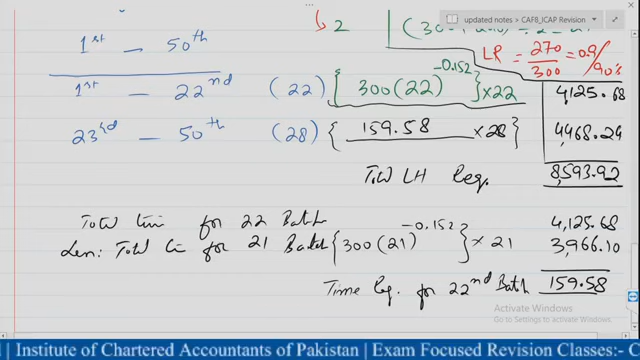 updated notes > CAF8_ICAP Revision
2
LR = 270/300 = 0.9/90%
1st — 50th
1st — 22nd (22) {300(22)^-0.152} × 22 4125.68
23rd — 50th (28) {159.58 × 28} 4,468.24
Total LH Req. 8,593.92
Total time for 22 Batch 4,125.68
Less: Total time for 21 Batch {300(21)^-0.152} × 21 3,966.10
Time Req. for 22nd Batch 159.58
Activate Windows
Go to Settings to activate Windows.
| Institute of Chartered Accountants of Pakistan | Exam Focused Revision Classes:-